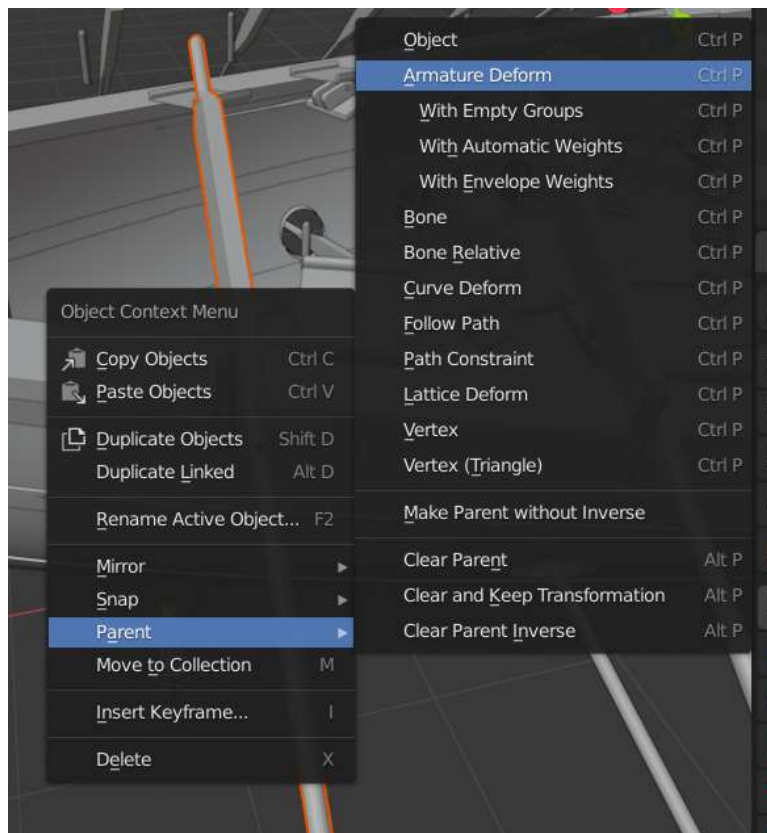 Object Ctrl P
Armature Deform Ctrl P
With Empty Groups Ctrl P
With Automatic Weights Ctrl P
With Envelope Weights Ctrl P
Bone Ctrl P
Bone Relative Ctrl P
Curve Deform Ctrl P
Follow Path Ctrl P
Path Constraint Ctrl P
Lattice Deform Ctrl P
Vertex Ctrl P
Vertex (Triangle) Ctrl P
Make Parent without Inverse
Clear Parent Alt P
Clear and Keep Transformation Alt P
Clear Parent Inverse Alt P
Object Context Menu
Copy Objects Ctrl C
Paste Objects Ctrl V
Duplicate Objects Shift D
Duplicate Linked Alt D
Rename Active Object... F2
Mirror
Snap
Parent
Move to Collection M
Insert Keyframe... I
Delete X